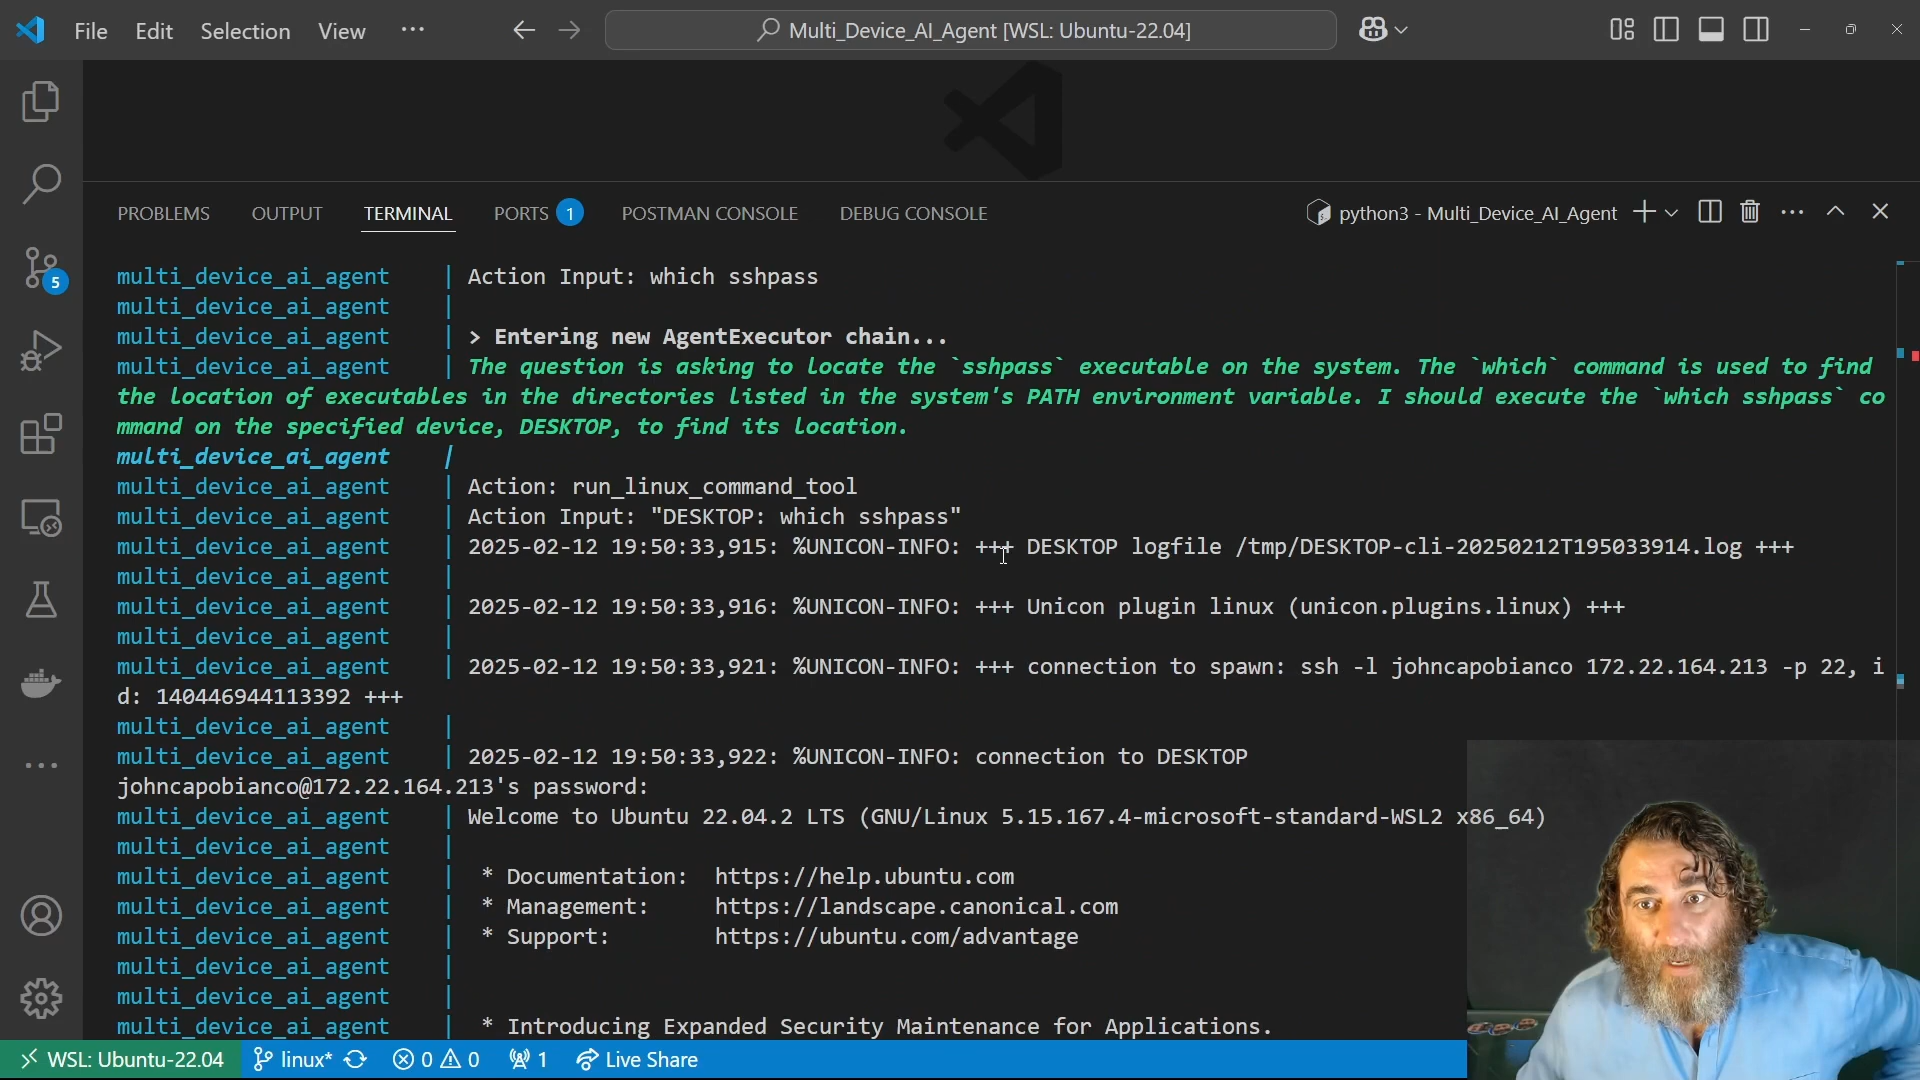 File Edit Selection View ··· Multi_Device_AI_Agent [WSL: Ubuntu-22.04]
PROBLEMS OUTPUT TERMINAL PORTS 1 POSTMAN CONSOLE DEBUG CONSOLE python3 - Multi_Device_AI_Agent
5
multi_device_ai_agent | Action Input: which sshpass
multi_device_ai_agent |
multi_device_ai_agent | > Entering new AgentExecutor chain...
multi_device_ai_agent | The question is asking to locate the `sshpass` executable on the system. The `which` command is used to find
the location of executables in the directories listed in the system's PATH environment variable. I should execute the `which sshpass` co
mmand on the specified device, DESKTOP, to find its location.
multi_device_ai_agent |
multi_device_ai_agent | Action: run_linux_command_tool
multi_device_ai_agent | Action Input: "DESKTOP: which sshpass"
multi_device_ai_agent | 2025-02-12 19:50:33,915: %UNICON-INFO: +++ DESKTOP logfile /tmp/DESKTOP-cli-20250212T195033914.log +++
multi_device_ai_agent |
multi_device_ai_agent | 2025-02-12 19:50:33,916: %UNICON-INFO: +++ Unicon plugin linux (unicon.plugins.linux) +++
multi_device_ai_agent |
multi_device_ai_agent | 2025-02-12 19:50:33,921: %UNICON-INFO: +++ connection to spawn: ssh -l johncapobianco 172.22.164.213 -p 22, i
d: 140446944113392 +++
multi_device_ai_agent |
multi_device_ai_agent | 2025-02-12 19:50:33,922: %UNICON-INFO: connection to DESKTOP
johncapobianco@172.22.164.213's password:
multi_device_ai_agent | Welcome to Ubuntu 22.04.2 LTS (GNU/Linux 5.15.167.4-microsoft-standard-WSL2 x86_64)
multi_device_ai_agent |
multi_device_ai_agent | * Documentation: https://help.ubuntu.com
multi_device_ai_agent | * Management: https://landscape.canonical.com
multi_device_ai_agent | * Support: https://ubuntu.com/advantage
multi_device_ai_agent |
multi_device_ai_agent |
multi_device_ai_agent | * Introducing Expanded Security Maintenance for Applications.
WSL: Ubuntu-22.04 linux* 0 0 1 Live Share